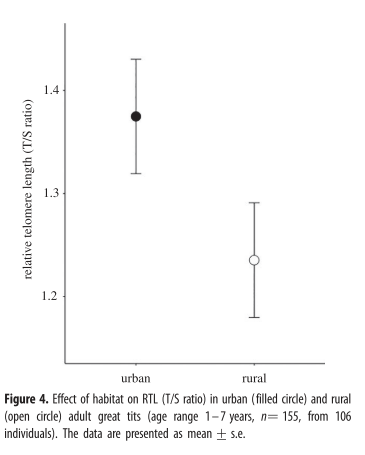 relative telomere length (T/S ratio)
1.4
1.3
1.2
urban
rural
Figure 4. Effect of habitat on RTL (T/S ratio) in urban (filled circle) and rural
(open circle) adult great tits (age range 1–7 years, n= 155, from 106
individuals). The data are presented as mean ± s.e.